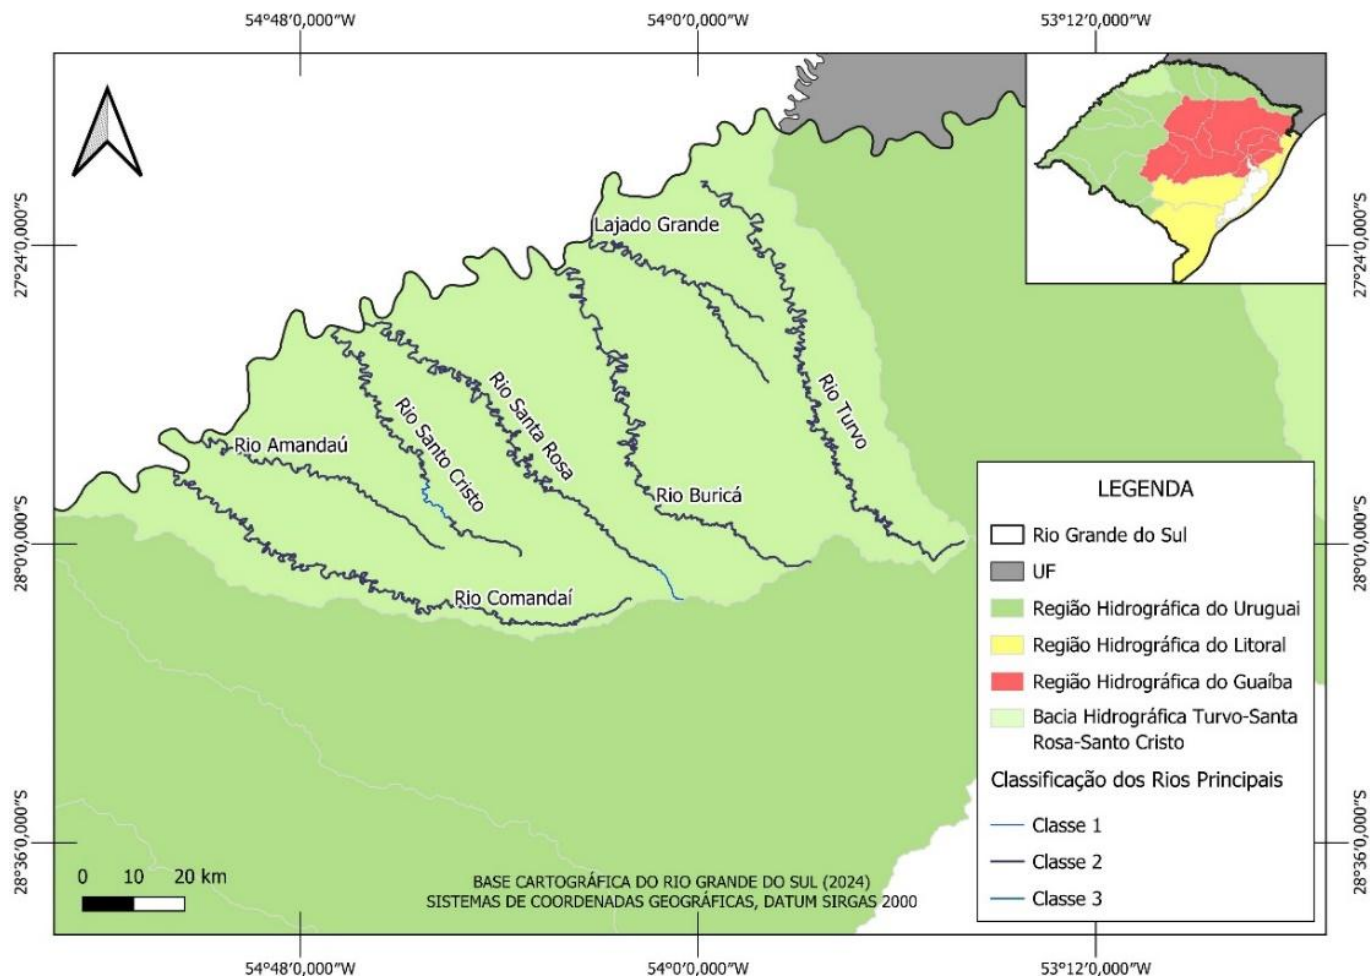 54°48'0,000"W
54°0'0,000"W
53°12'0,000"W
27°24'0,000"S
27°24'0,000"S
Lajado Grande
Rio Turvo
Rio Santa Rosa
Rio Santo Cristo
Rio Amandaú
Rio Buricá
Rio Comandaí
28°0'0,000"S
28°0'0,000"S
LEGENDA
Rio Grande do Sul
UF
Região Hidrográfica do Uruguai
Região Hidrográfica do Litoral
Região Hidrográfica do Guaíba
Bacia Hidrográfica Turvo-Santa
Rosa-Santo Cristo
Classificação dos Rios Principais
Classe 1
Classe 2
Classe 3
28°36'0,000"S
28°36'0,000"S
0 10 20 km
BASE CARTOGRÁFICA DO RIO GRANDE DO SUL (2024)
SISTEMAS DE COORDENADAS GEOGRÁFICAS, DATUM SIRGAS 2000
54°48'0,000"W
54°0'0,000"W
53°12'0,000"W